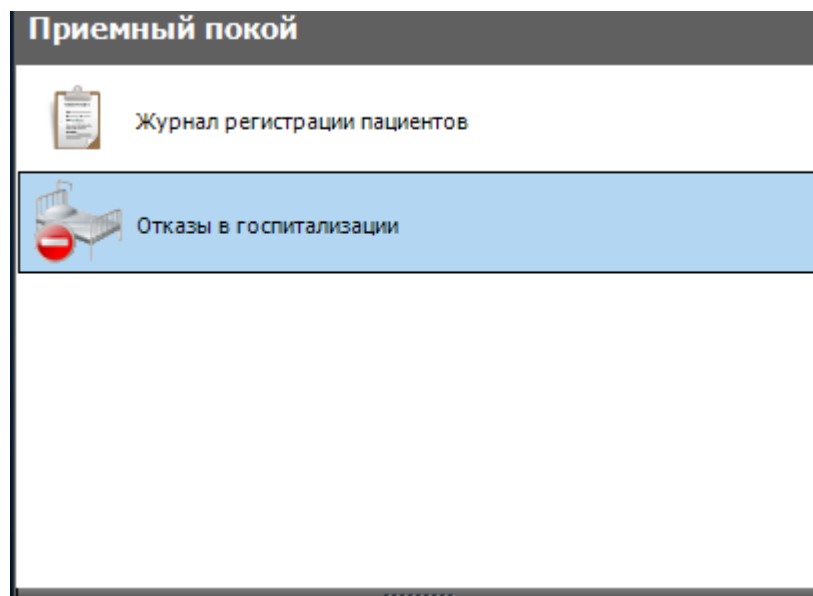 Приемный покой
Журнал регистрации пациентов
Отказы в госпитализации